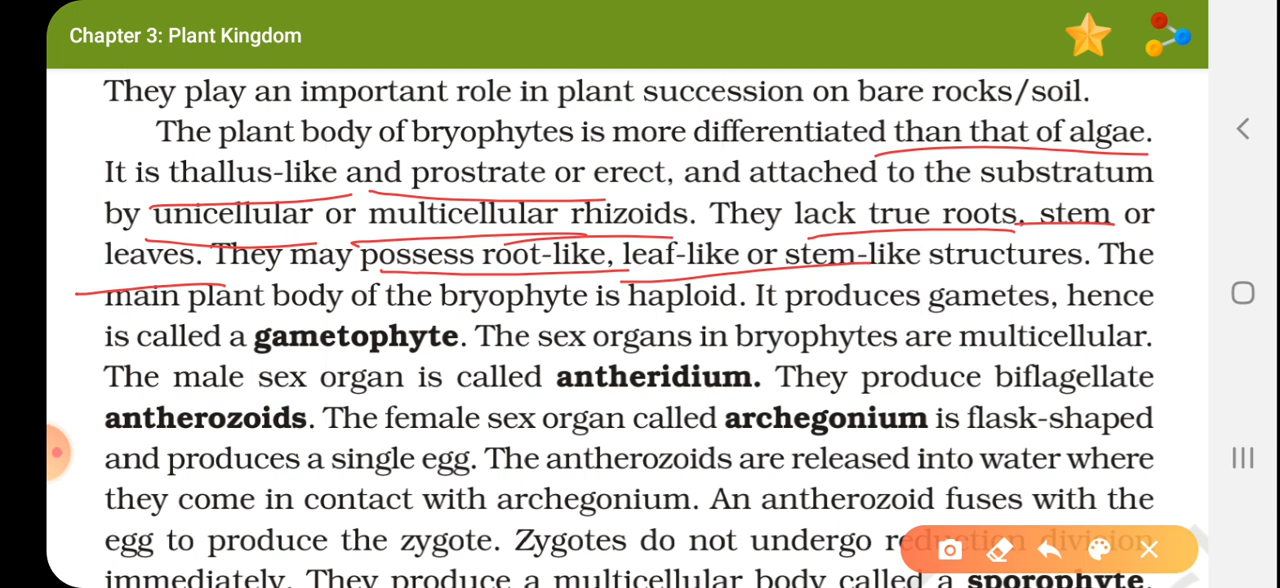 Chapter 3: Plant Kingdom
They play an important role in plant succession on bare rocks/soil.
The plant body of bryophytes is more differentiated than that of algae.
It is thallus-like and prostrate or erect, and attached to the substratum
by unicellular or multicellular rhizoids. They lack true roots, stem or
leaves. They may possess root-like, leaf-like or stem-like structures. The
main plant body of the bryophyte is haploid. It produces gametes, hence
is called a gametophyte. The sex organs in bryophytes are multicellular.
The male sex organ is called antheridium. They produce biflagellate
antherozoids. The female sex organ called archegonium is flask-shaped
and produces a single egg. The antherozoids are released into water where
they come in contact with archegonium. An antherozoid fuses with the
egg to produce the zygote. Zygotes do not undergo reduction division
immediately. They produce a multicellular body called a sporophyte.